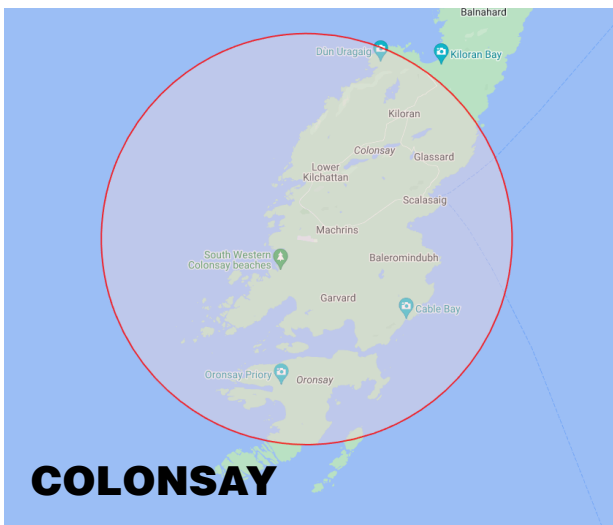 Balnahard
Dun Uragaig
Kiloran Bay
Kiloran
Colonsay
Glassard
Lower
Kilchattan
Scalasaig
Machrins
South Western
Colonsay beaches
Baleromindubh
Garvard
Cable Bay
Oronsay Priory
Oronsay
COLONSAY